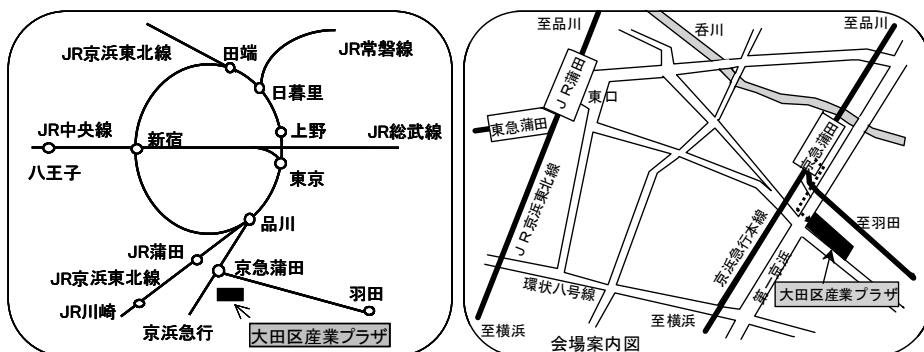 JR京浜東北線
田端
JR常磐線
日暮里
上野
JR中央線
新宿
JR総武線
八王子
東京
品川
JR蒲田
JR京浜東北線
京急蒲田
羽田
JR川崎
京浜急行
大田区産業プラザ
至品川
呑川
至品川
JR蒲田
東口
東急蒲田
京急蒲田
JR京浜東北線
至羽田
京浜急行本線
第一京浜
環状八号線
大田区産業プラザ
至横浜
至横浜
会場案内図